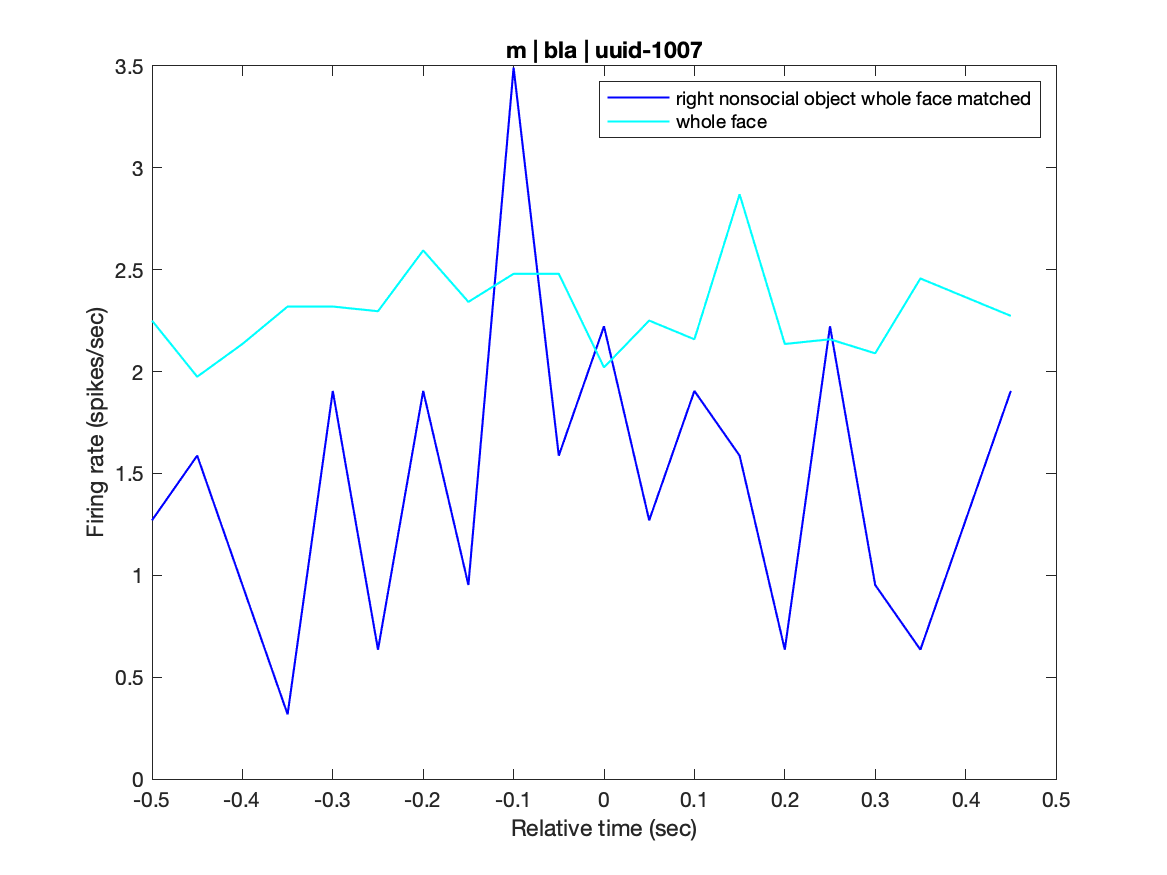 m | bla | uuid-1007
right nonsocial object whole face matched
whole face
Firing rate (spikes/sec)
3.5
3
2.5
2
1.5
1
0.5
0
-0.5 -0.4 -0.3 -0.2 -0.1 0 0.1 0.2 0.3 0.4 0.5
Relative time (sec)